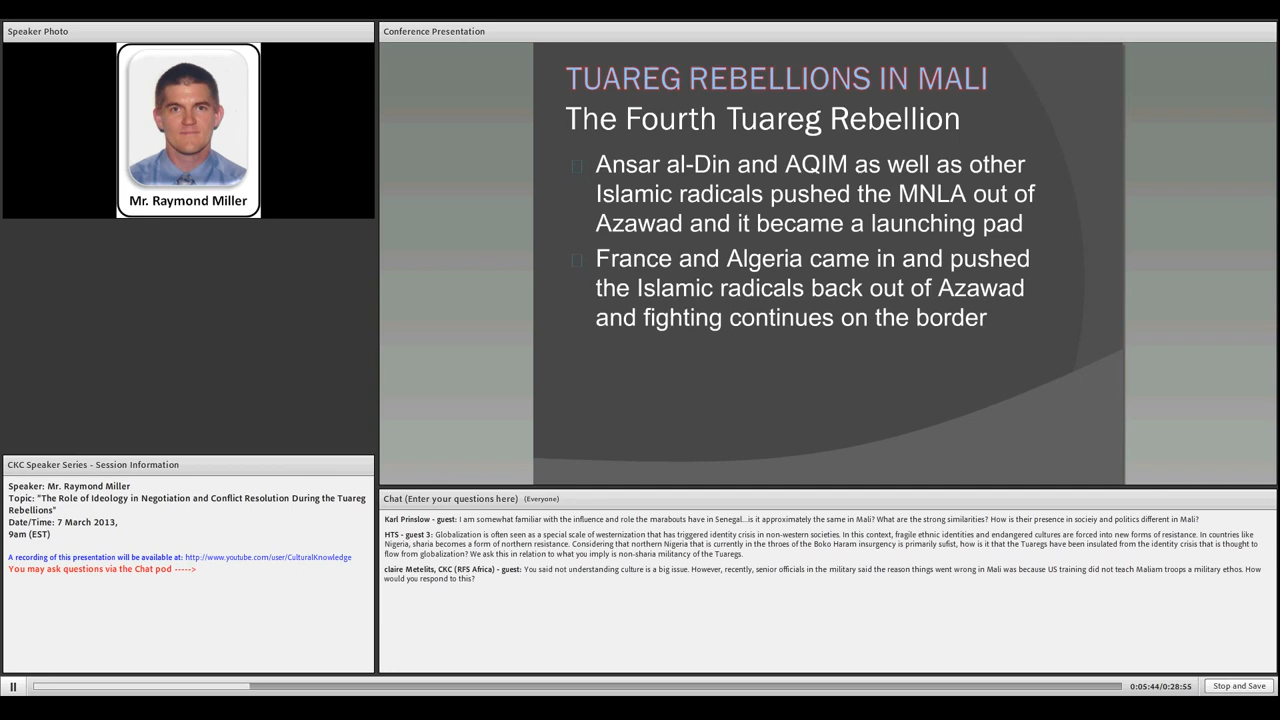 Speaker Photo
Mr. Raymond Miller
Conference Presentation
TUAREG REBELLIONS IN MALI
The Fourth Tuareg Rebellion
Ansar al-Din and AQIM as well as other
Islamic radicals pushed the MNLA out of
Azawad and it became a launching pad
France and Algeria came in and pushed
the Islamic radicals back out of Azawad
and fighting continues on the border
CKC Speaker Series - Session Information
Speaker: Mr. Raymond Miller
Topic: "The Role of Ideology in Negotiation and Conflict Resolution During the Tuareg
Rebellions"
Date/Time: 7 March 2013,
9am (EST)
A recording of this presentation will be available at: http://www.youtube.com/user/CulturalKnowledge
You may ask questions via the Chat pod ----->
Chat (Enter your questions here) (Everyone)
Karl Prinslow - guest: I am somewhat familiar with the influence and role the marabouts have in Senegal...is it approximately the same in Mali? What are the strong similarities? How is their presence in socieiy and politics different in Mali?
HTS - guest 3: Globalization is often seen as a special scale of westernization that has triggered identity crisis in non-western societies. In this context, fragile ethnic identities and endangered cultures are forced into new forms of resistance. In countries like
Nigeria, sharia becomes a form of northern resistance. Considering that northern Nigeria that is currently in the throes of the Boko Haram insurgency is primarily sufist, how is it that the Tuaregs have been insulated from the identity crisis that is thought to
flow from globalization? We ask this in relation to what you imply is non-sharia militancy of the Tuaregs.
claire Metelits, CKC (RFS Africa) - guest: You said not understanding culture is a big issue. However, recently, senior officials in the military said the reason things went wrong in Mali was because US training did not teach Maliam troops a military ethos. How
would you respond to this?
0:05:44/0:28:55
Stop and Save